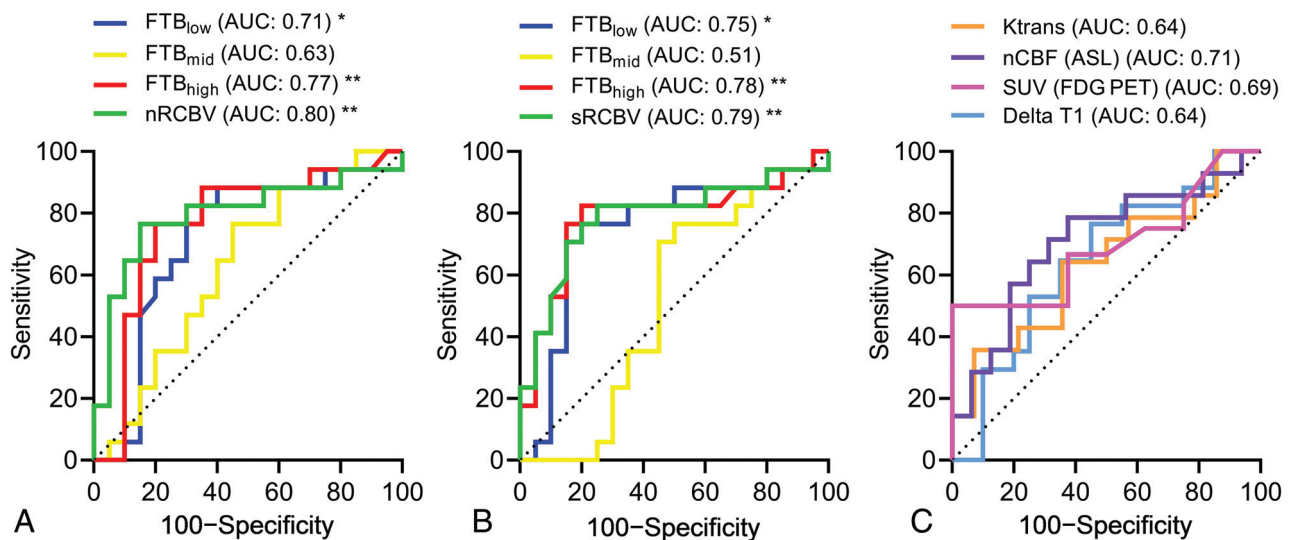 FTBlow (AUC: 0.71) *
FTBmid (AUC: 0.63)
FTBhigh (AUC: 0.77) **
nRCBV (AUC: 0.80) **
100
80
60
40
20
0
Sensitivity
0 20 40 60 80 100
100−Specificity
A
FTBlow (AUC: 0.75) *
FTBmid (AUC: 0.51)
FTBhigh (AUC: 0.78) **
sRCBV (AUC: 0.79) **
100
80
60
40
20
0
Sensitivity
0 20 40 60 80 100
100−Specificity
B
Ktrans (AUC: 0.64)
nCBF (ASL) (AUC: 0.71)
SUV (FDG PET) (AUC: 0.69)
Delta T1 (AUC: 0.64)
100
80
60
40
20
0
Sensitivity
0 20 40 60 80 100
100−Specificity
C